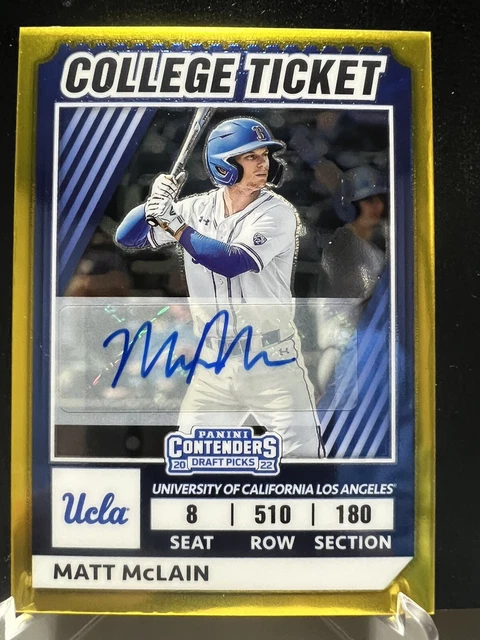 COLLEGE TICKET
B
PANINI
CONTENDERS
20 DRAFT PICKS 22
Ucla
UNIVERSITY OF CALIFORNIA LOS ANGELES
8 | 510 | 180
SEAT ROW SECTION
MATT McLAIN